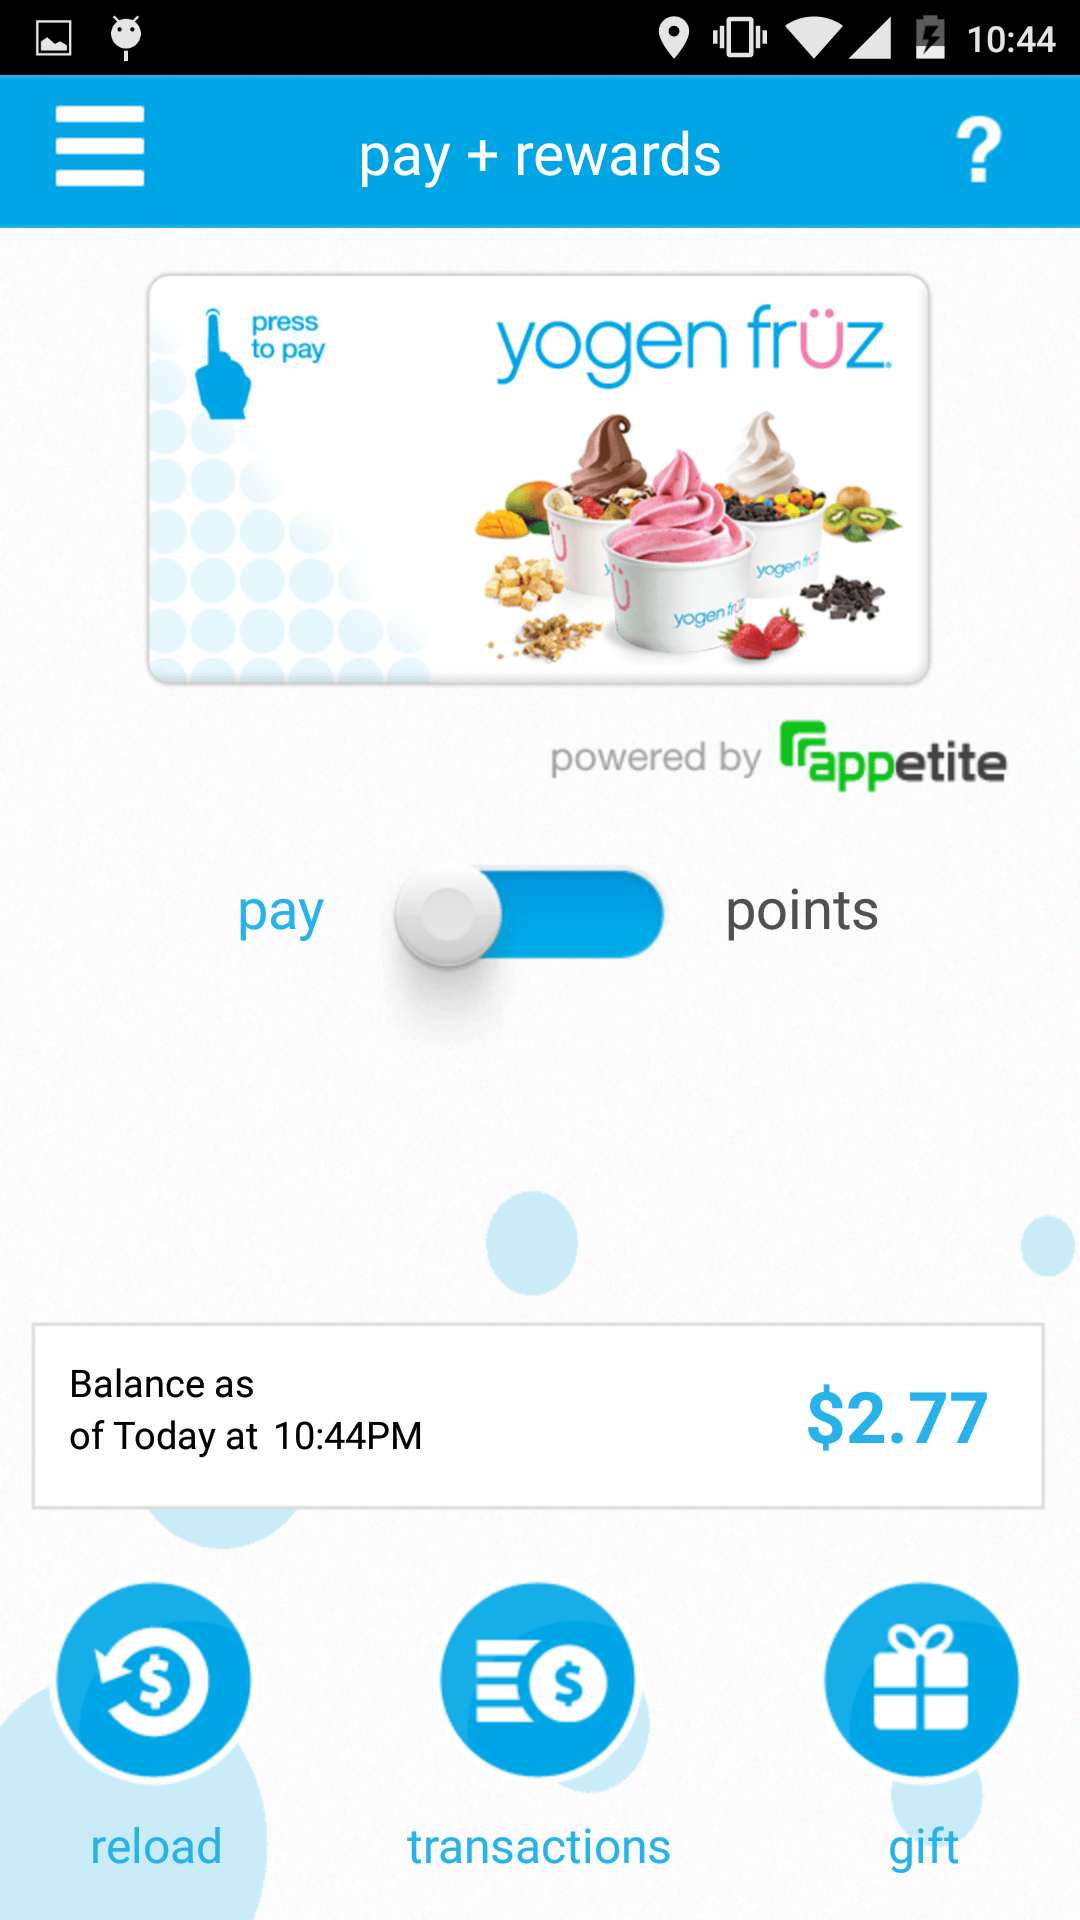 10:44
pay + rewards
?
press
to pay
yogen früz
yogen früz
yogen früz
powered by appetite
pay
points
Balance as
of Today at 10:44PM
$2.77
reload
transactions
gift